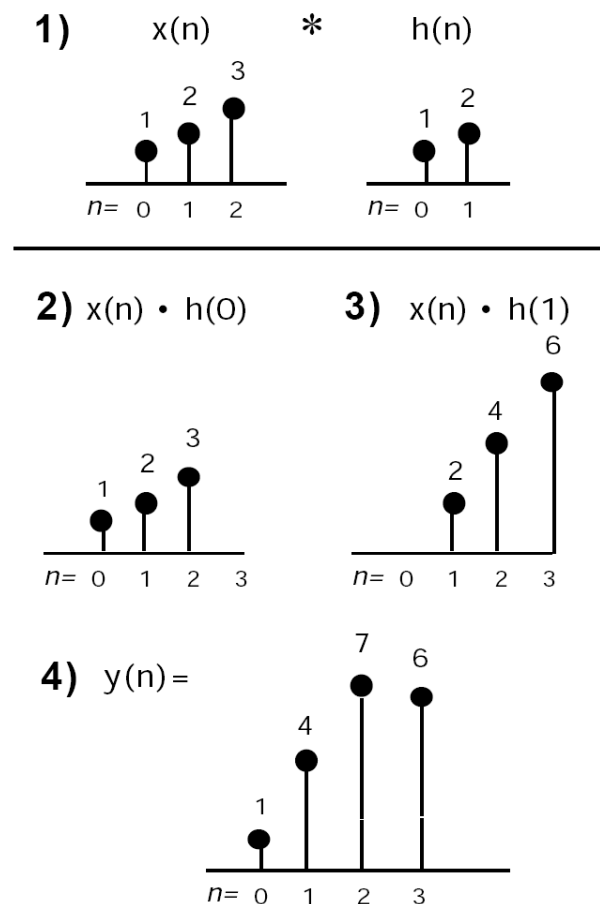 1) x(n) * h(n)
3
2 2
1 1
n= 0 1 2 n= 0 1
2) x(n) • h(0) 3) x(n) • h(1)
6
4
3
2 2
1
n= 0 1 2 3 n= 0 1 2 3
7
6
4) y(n)=
4
1
n= 0 1 2 3